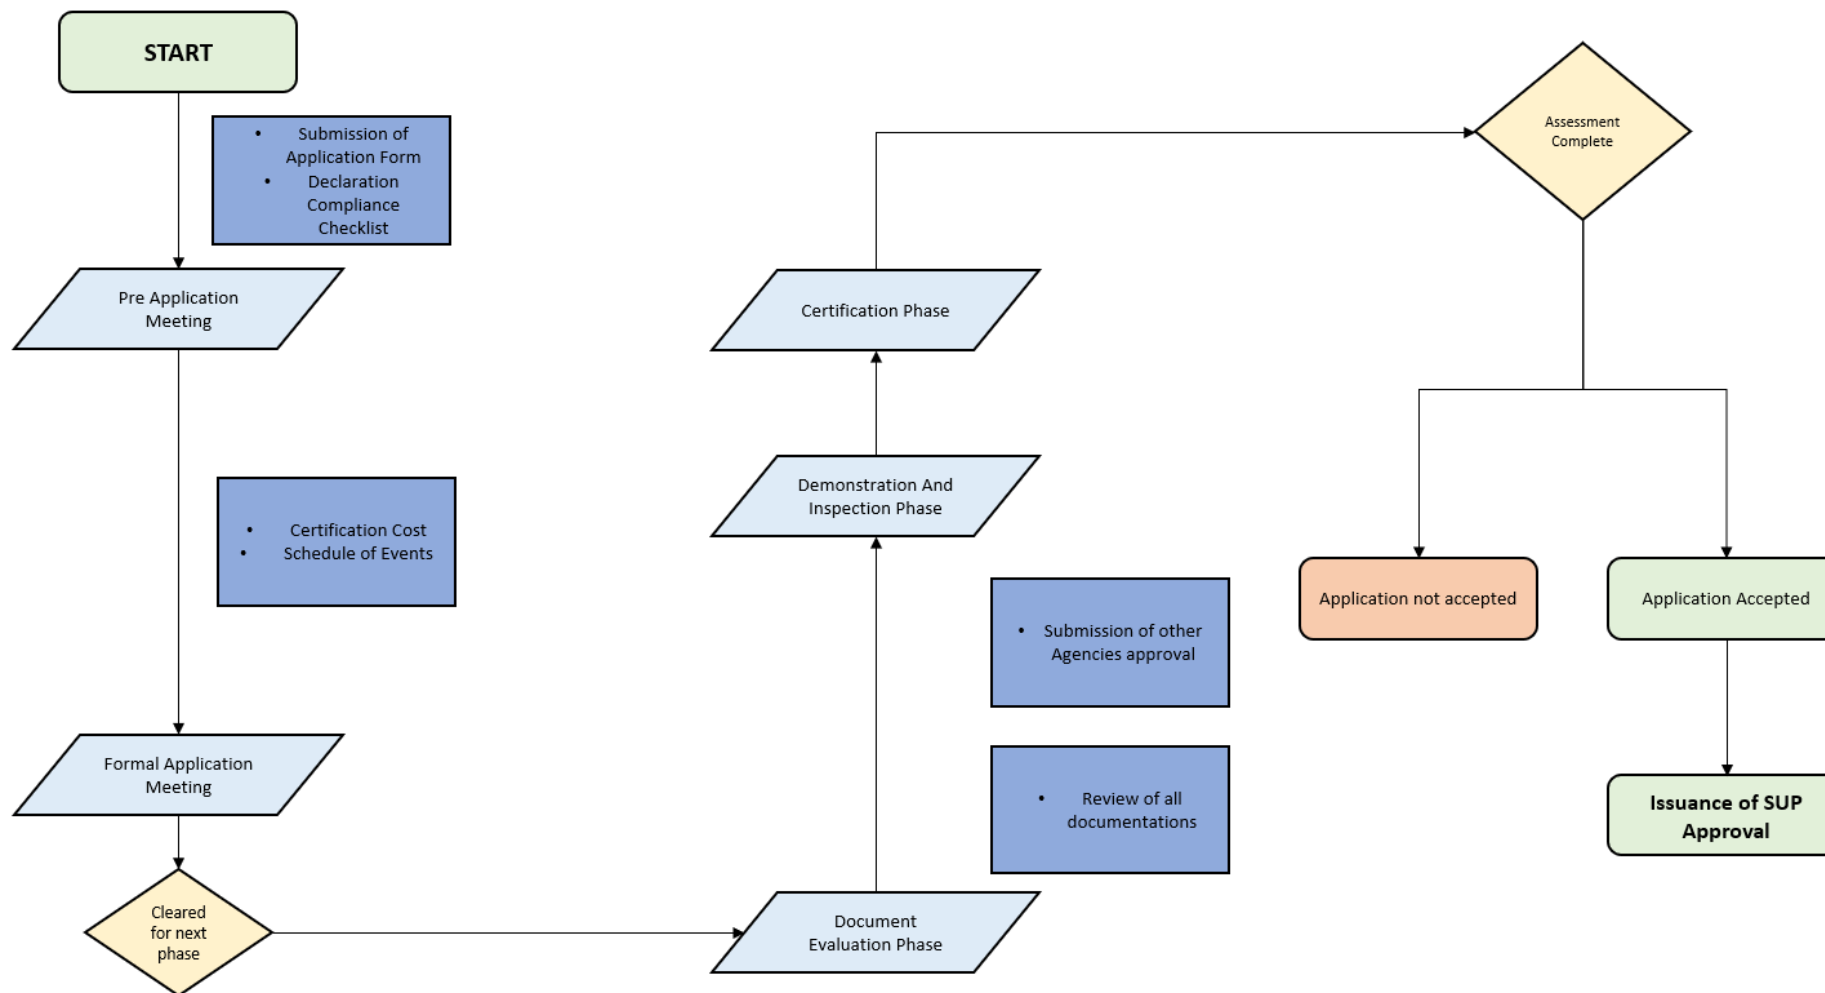 START
• Submission of
Application Form
• Declaration
Compliance
Checklist
Pre Application
Meeting
• Certification Cost
• Schedule of Events
Formal Application
Meeting
Cleared
for next
phase
Document
Evaluation Phase
• Review of all
documentations
• Submission of other
Agencies approval
Demonstration And
Inspection Phase
Certification Phase
Assessment
Complete
Application not accepted
Application Accepted
Issuance of SUP
Approval